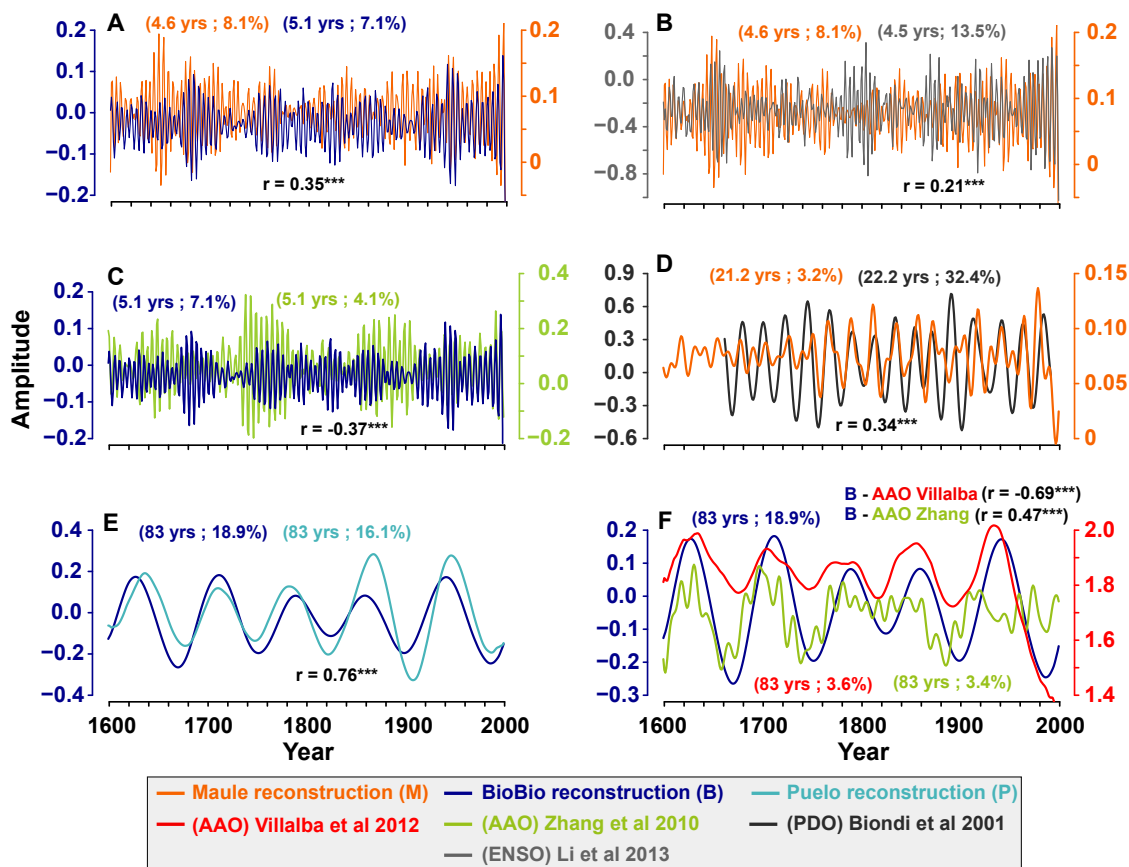 A (4.6 yrs ; 8.1%) (5.1 yrs ; 7.1%)
0.2
0.1
0.0
−0.1
−0.2
0.2
0.1
0
r = 0.35***
B (4.6 yrs ; 8.1%) (4.5 yrs; 13.5%)
0.4
0.0
−0.4
−0.8
0.2
0.1
0
r = 0.21***
Amplitude
C
(5.1 yrs ; 7.1%) (5.1 yrs ; 4.1%)
0.2
0.1
0.0
−0.1
−0.2
0.4
0.2
0.0
−0.2
r = -0.37***
D
(21.2 yrs ; 3.2%) (22.2 yrs ; 32.4%)
0.9
0.6
0.3
0.0
−0.3
−0.6
0.15
0.10
0.05
0
r = 0.34***
E
(83 yrs ; 18.9%) (83 yrs ; 16.1%)
0.4
0.2
0.0
−0.2
−0.4
r = 0.76***
1600 1700 1800 1900 2000
Year
B - AAO Villalba (r = -0.69***)
B - AAO Zhang (r = 0.47***)
F (83 yrs ; 18.9%)
0.2
0.1
0.0
−0.1
−0.2
−0.3
2.0
1.8
1.6
1.4
(83 yrs ; 3.6%) (83 yrs ; 3.4%)
1600 1700 1800 1900 2000
Year
Maule reconstruction (M) BioBio reconstruction (B) Puelo reconstruction (P)
(AAO) Villalba et al 2012 (AAO) Zhang et al 2010 (PDO) Biondi et al 2001
(ENSO) Li et al 2013